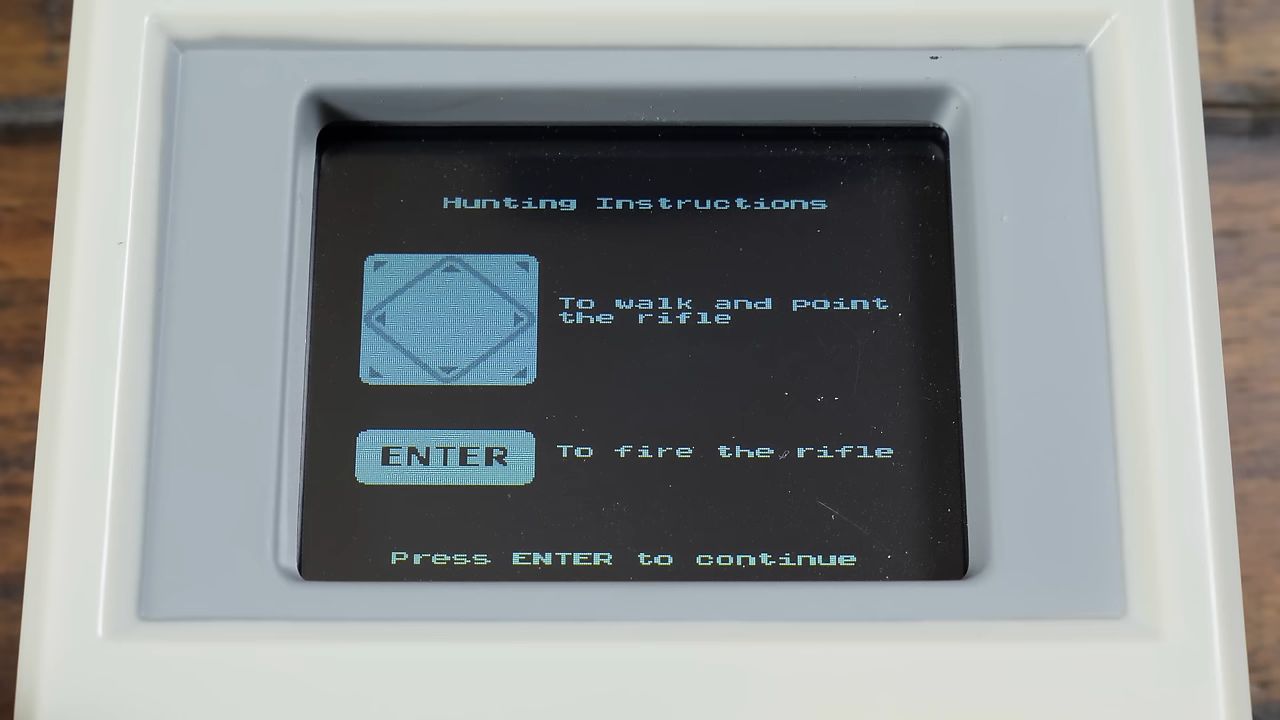 Hunting Instructions
To walk and point
the rifle
ENTER
To fire the rifle
Press ENTER to continue